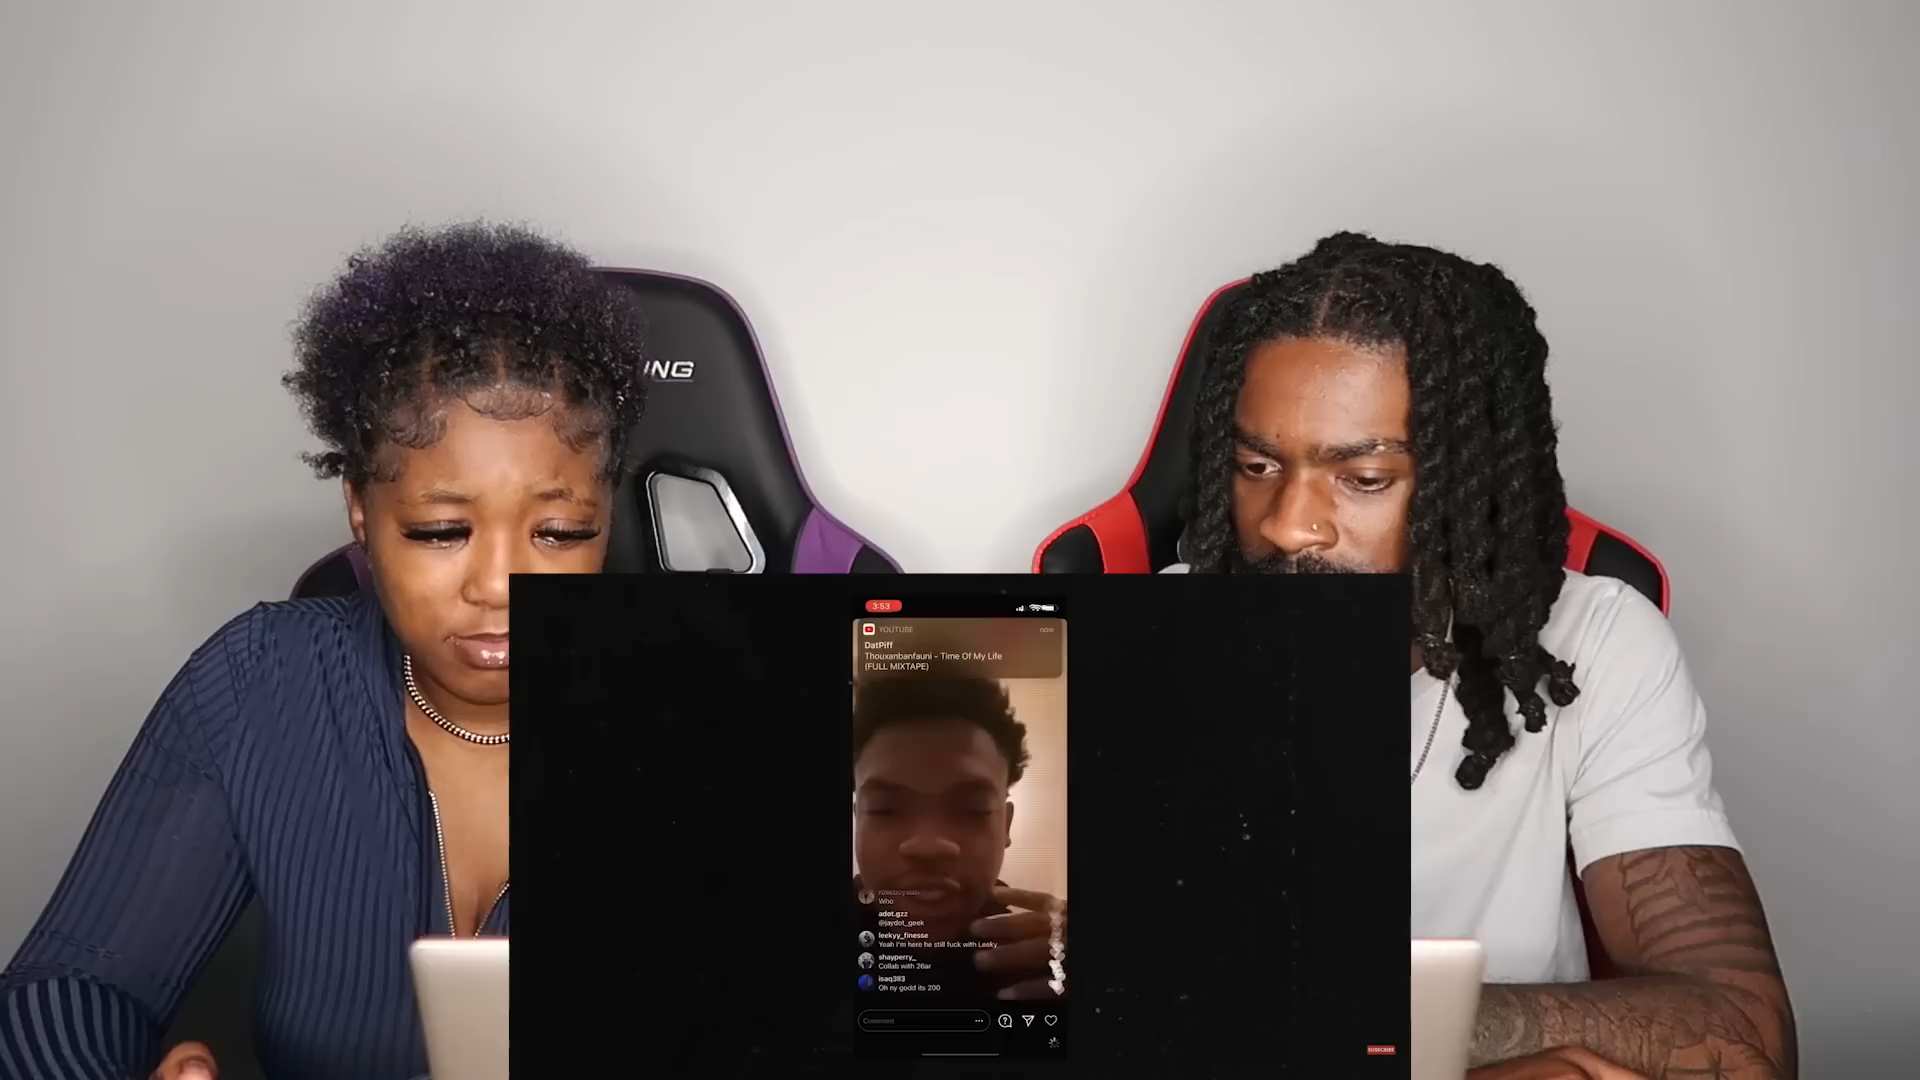 ING
3:53
YOUTUBE
now
DatPiff
Thouxanbanfauni - Time Of My Life
(FULL MIXTAPE)
Who
adot.gzz
@jaydot_geek
leekyy_finesse
Yeah I'm here he still fuck with Leeky
shayperry_
Collab with 26ar
isaq3ll3
Oh ny godd its 200
Comment
SUBSCRIBE